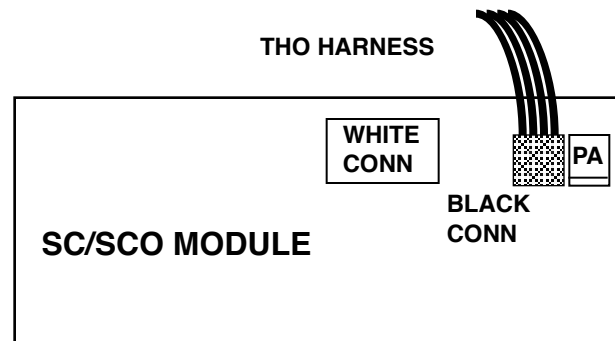 THO HARNESS
WHITE
CONN
PA
BLACK
CONN
SC/SCO MODULE